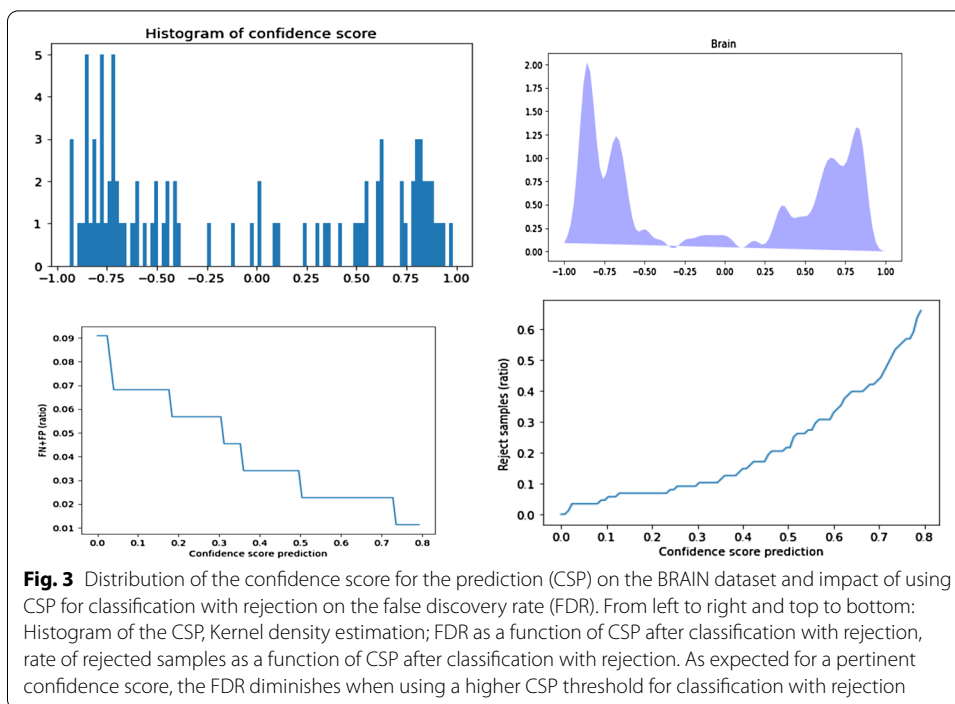 Histogram of confidence score
5
4
3
2
1
0
−1.00 −0.75 −0.50 −0.25 0.00 0.25 0.50 0.75 1.00
Brain
2.00
1.75
1.50
1.25
1.00
0.75
0.50
0.25
0.00
−1.00 −0.75 −0.50 −0.25 0.00 0.25 0.50 0.75 1.00
0.09
0.08
0.07
0.06
0.05
0.04
0.03
0.02
0.01
FN+FP (ratio)
0.0 0.1 0.2 0.3 0.4 0.5 0.6 0.7 0.8
Confidence score prediction
0.6
0.5
0.4
0.3
0.2
0.1
0.0
Reject samples (ratio)
0.0 0.1 0.2 0.3 0.4 0.5 0.6 0.7 0.8
Confidence score prediction
Fig. 3 Distribution of the confidence score for the prediction (CSP) on the BRAIN dataset and impact of using
CSP for classification with rejection on the false discovery rate (FDR). From left to right and top to bottom:
Histogram of the CSP, Kernel density estimation; FDR as a function of CSP after classification with rejection,
rate of rejected samples as a function of CSP after classification with rejection. As expected for a pertinent
confidence score, the FDR diminishes when using a higher CSP threshold for classification with rejection